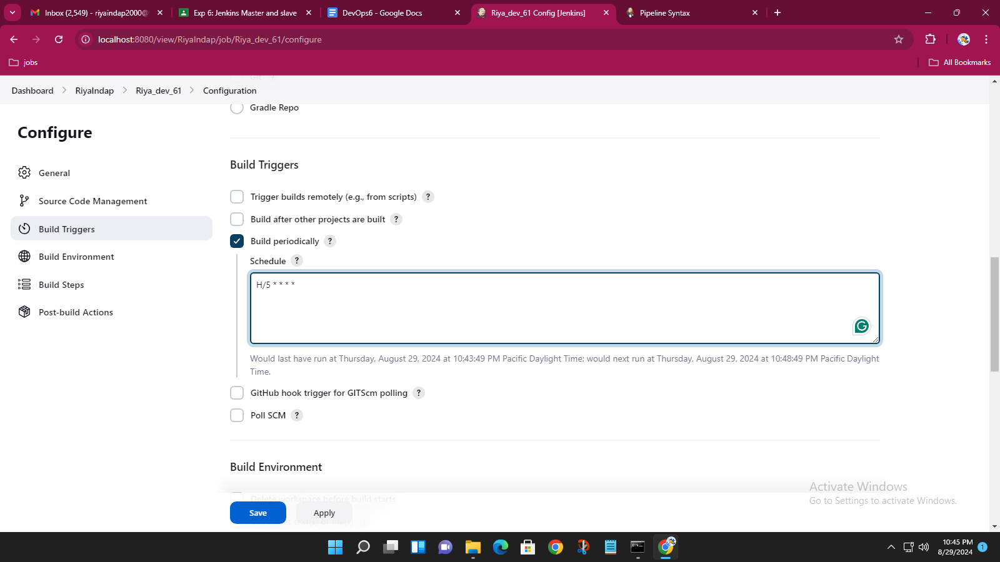 Inbox (2,549) - riyaindap2000@
Exp 6: Jenkins Master and slave
DevOps6 - Google Docs
Riya_dev_61 Config [Jenkins]
Pipeline Syntax
localhost:8080/view/RiyaIndap/job/Riya_dev_61/configure
jobs
All Bookmarks
Git ?
Dashboard > RiyaIndap > Riya_dev_61 > Configuration
Gradle Repo
Configure
General
Source Code Management
Build Triggers
Build Environment
Build Steps
Post-build Actions
Build Triggers
Trigger builds remotely (e.g., from scripts) ?
Build after other projects are built ?
Build periodically ?
Schedule ?
H/5 * * * *
Would last have run at Thursday, August 29, 2024 at 10:43:49 PM Pacific Daylight Time; would next run at Thursday, August 29, 2024 at 10:48:49 PM Pacific Daylight
Time.
GitHub hook trigger for GITScm polling ?
Poll SCM ?
Build Environment
Delete workspace before build starts
Save
Apply
Activate Windows
Go to Settings to activate Windows.
10:45 PM
8/29/2024
1